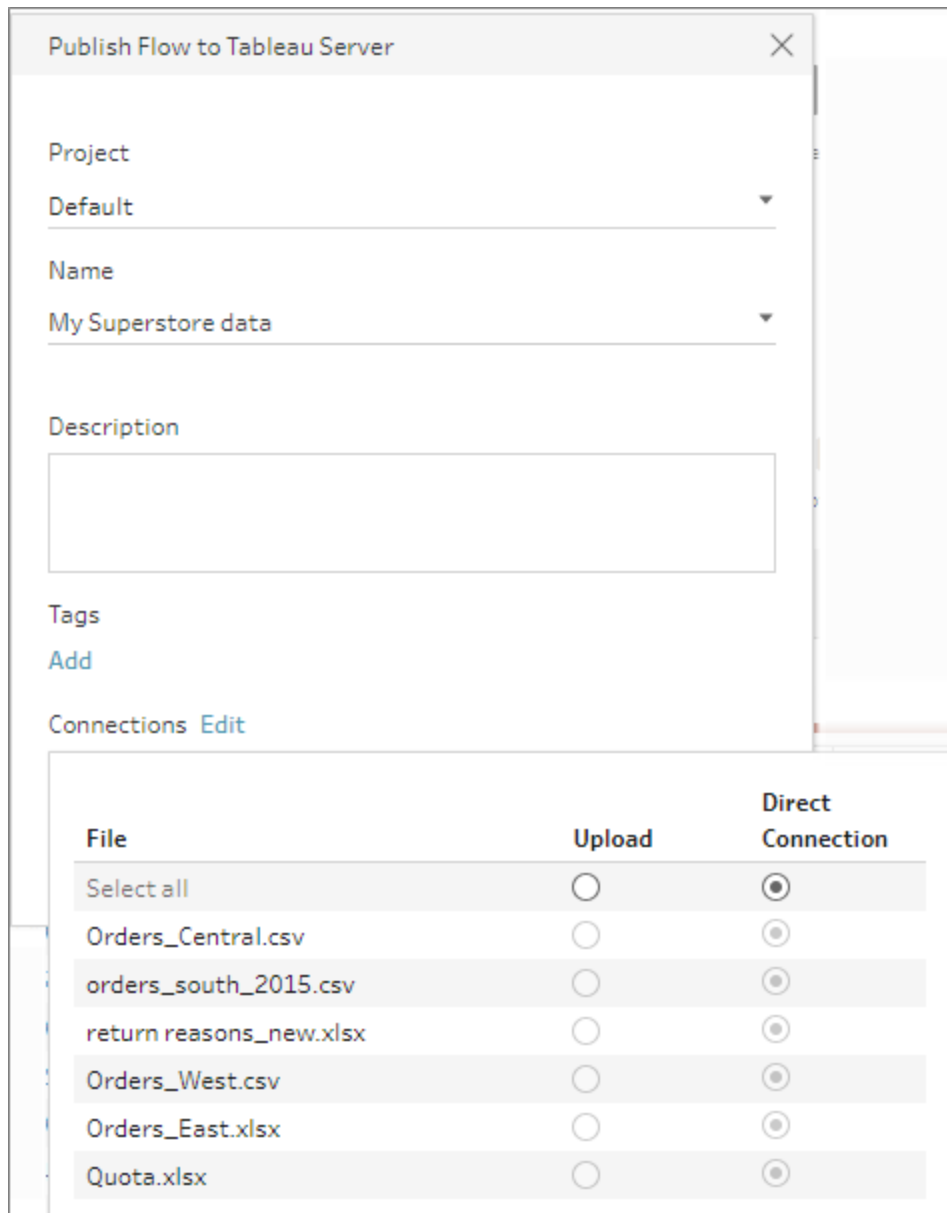 Publish Flow to Tableau Server
Project
Default
Name
My Superstore data
Description
Tags
Add
Connections Edit
Direct
File Upload Connection
Select all
Orders_Central.csv
orders_south_2015.csv
return reasons_new.xlsx
Orders_West.csv
Orders_East.xlsx
Quota.xlsx